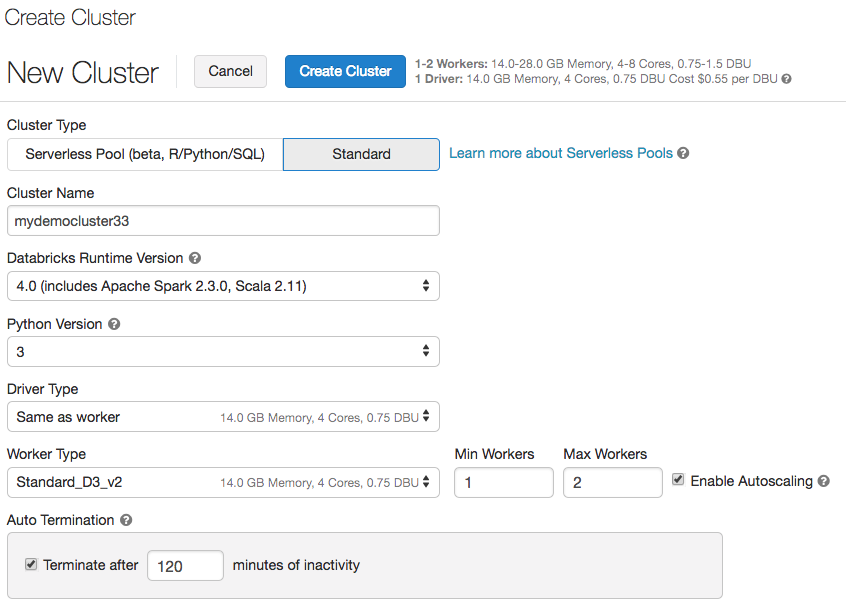 Create Cluster
New Cluster
Cancel
Create Cluster
1-2 Workers: 14.0-28.0 GB Memory, 4-8 Cores, 0.75-1.5 DBU
1 Driver: 14.0 GB Memory, 4 Cores, 0.75 DBU Cost $0.55 per DBU ?
Cluster Type
Serverless Pool (beta, R/Python/SQL) Standard Learn more about Serverless Pools ?
Cluster Name
mydemocluster33
Databricks Runtime Version ?
4.0 (includes Apache Spark 2.3.0, Scala 2.11)
Python Version ?
3
Driver Type
Same as worker 14.0 GB Memory, 4 Cores, 0.75 DBU
Worker Type Min Workers Max Workers
Standard_D3_v2 14.0 GB Memory, 4 Cores, 0.75 DBU 1 2 Enable Autoscaling ?
Auto Termination ?
Terminate after 120 minutes of inactivity